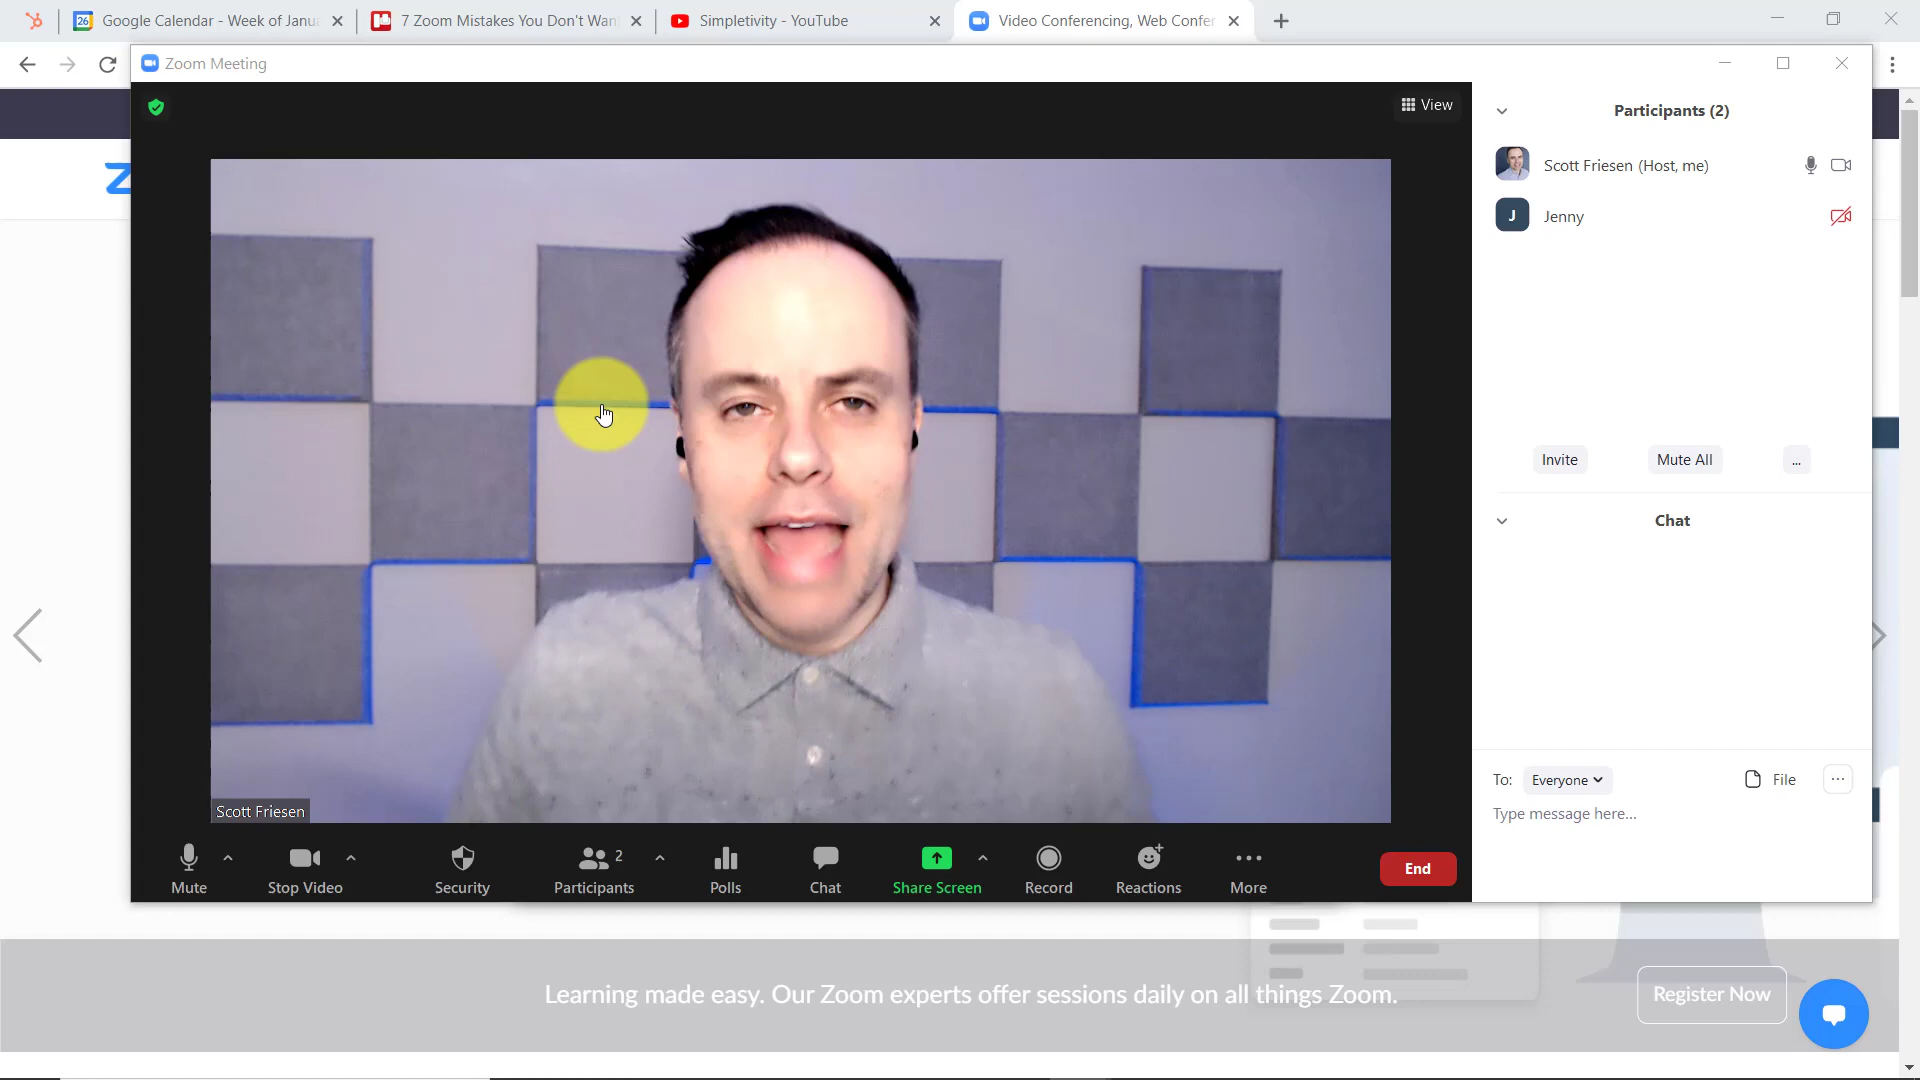 26
Google Calendar - Week of Janu
7 Zoom Mistakes You Don't Wan
Simpletivity - YouTube
Video Conferencing, Web Confer
Zoom Meeting
View
Participants (2)
Scott Friesen (Host, me)
J
Jenny
Invite
Mute All
...
Chat
To:
Everyone
File
Type message here...
Scott Friesen
2
Mute
Stop Video
Security
Participants
Polls
Chat
Share Screen
Record
Reactions
More
End
Learning made easy. Our Zoom experts offer sessions daily on all things Zoom.
Register Now